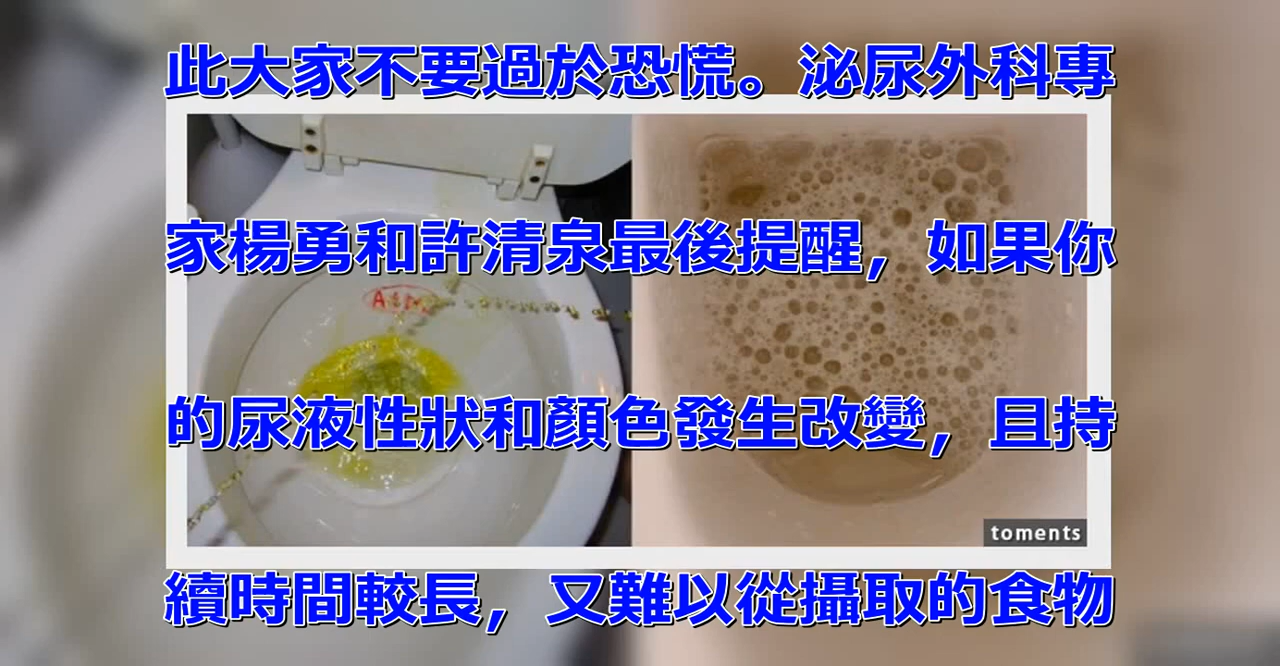 此大家不要過於恐慌。泌尿外科專
家楊勇和許清泉最後提醒，如果你
的尿液性狀和顏色發生改變，且持
toments
續時間較長，又難以從攝取的食物